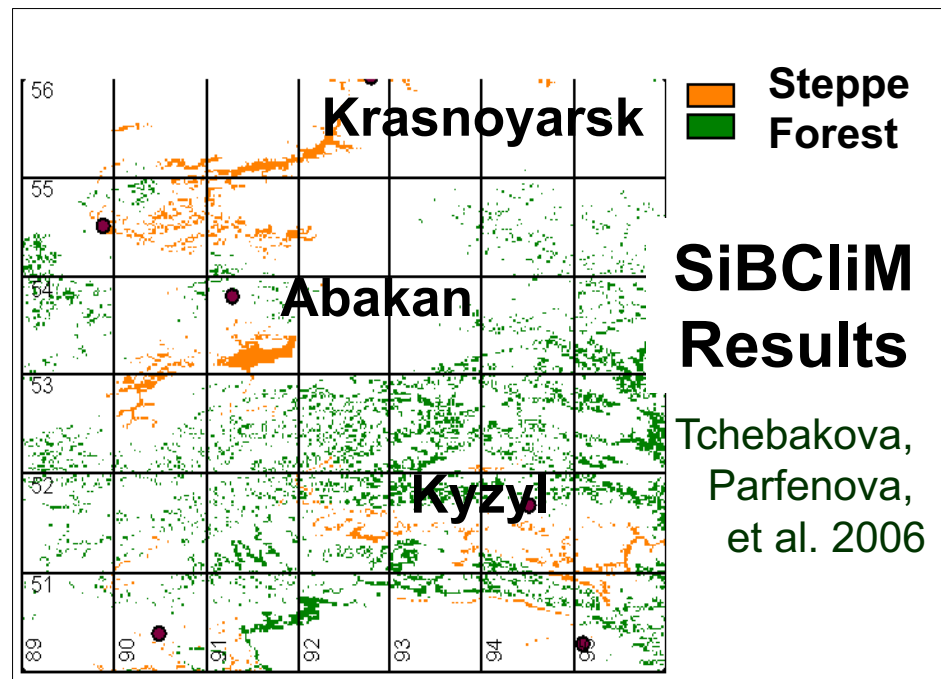 Steppe
Forest
SiBCliM
Results
Tchebakova,
Parfenova,
et al. 2006
56
Krasnoyarsk
55
54
Abakan
53
52
Kyzyl
51
89
90
91
92
93
94
95